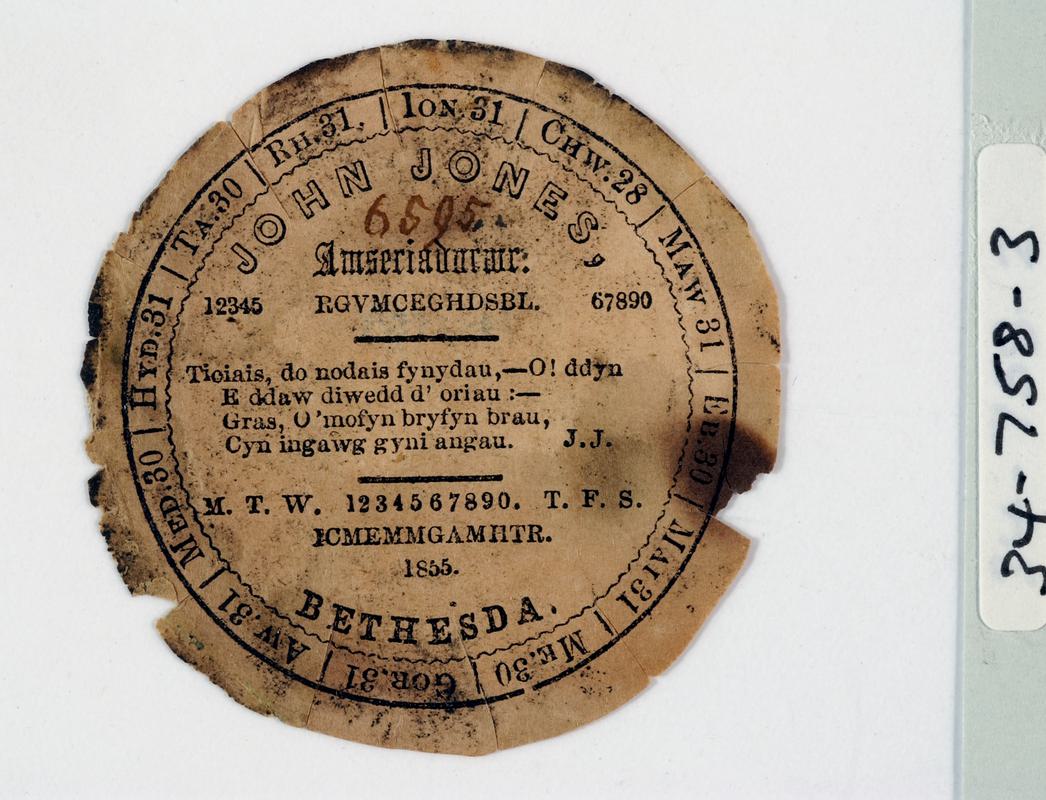 JOHN JONES,
6595.
Amseriadurwr:
12345 RGVMCEGHDSBL. 67890
Ticiais, do nodais fynydau,—O! ddyn
E ddaw diwedd d' oriau :—
Gras, O 'mofyn bryfyn brau,
Cyn ingawg gyni angau. J.J.
M. T. W. 1234567890. T. F. S.
ICMEMMGAMHTR.
1855.
BETHESDA.
ION. 31 | CHW. 28 | MAW 31 | EB. 30 | MAI 31 | ME. 30 | GOR. 31 | AW. 31 | MED. 30 | HYD. 31 | TA. 30 | RH. 31.
34-758-3